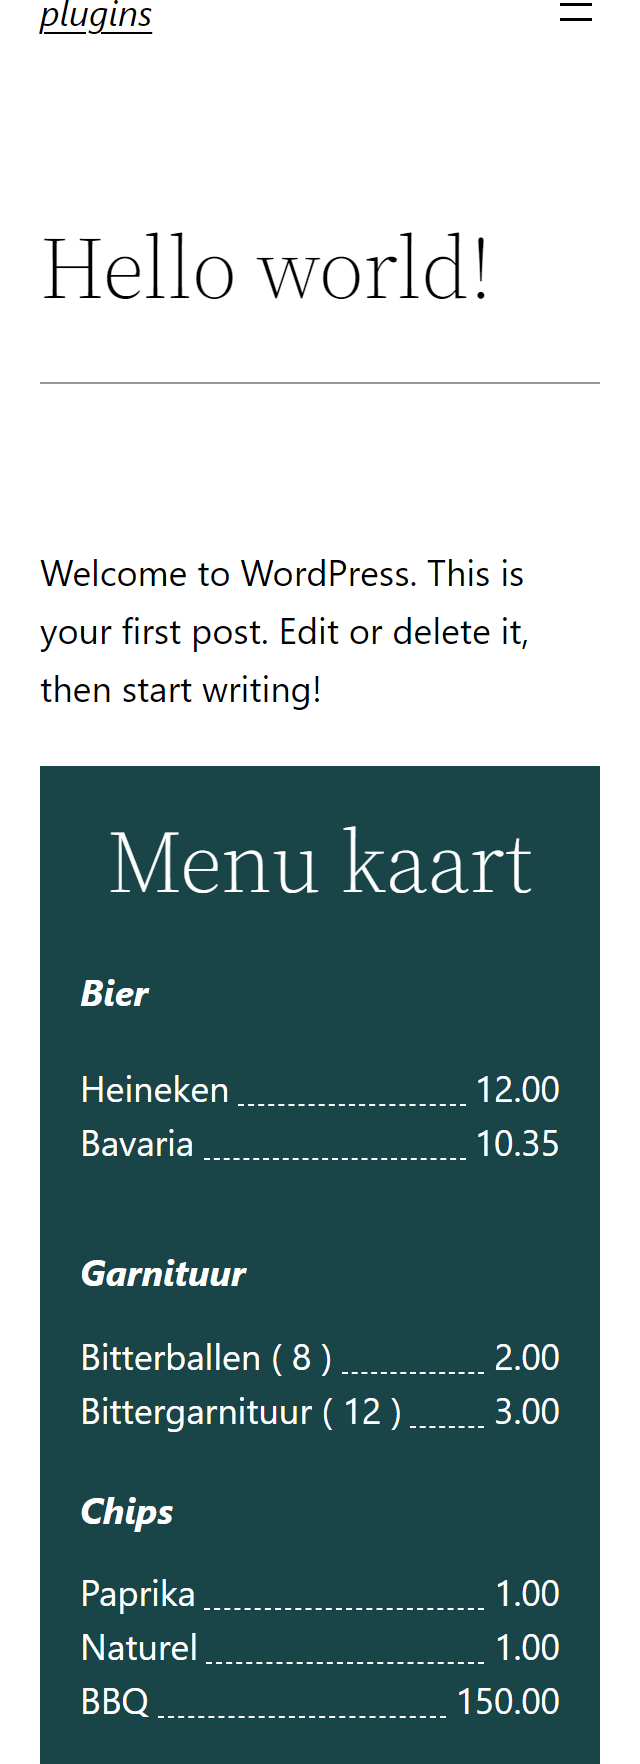 plugins
Hello world!
Welcome to WordPress. This is
your first post. Edit or delete it,
then start writing!
Menu kaart
Bier
Heineken 12.00
Bavaria 10.35
Garnituur
Bitterballen ( 8 ) 2.00
Bittergarnituur ( 12 ) 3.00
Chips
Paprika 1.00
Naturel 1.00
BBQ 150.00